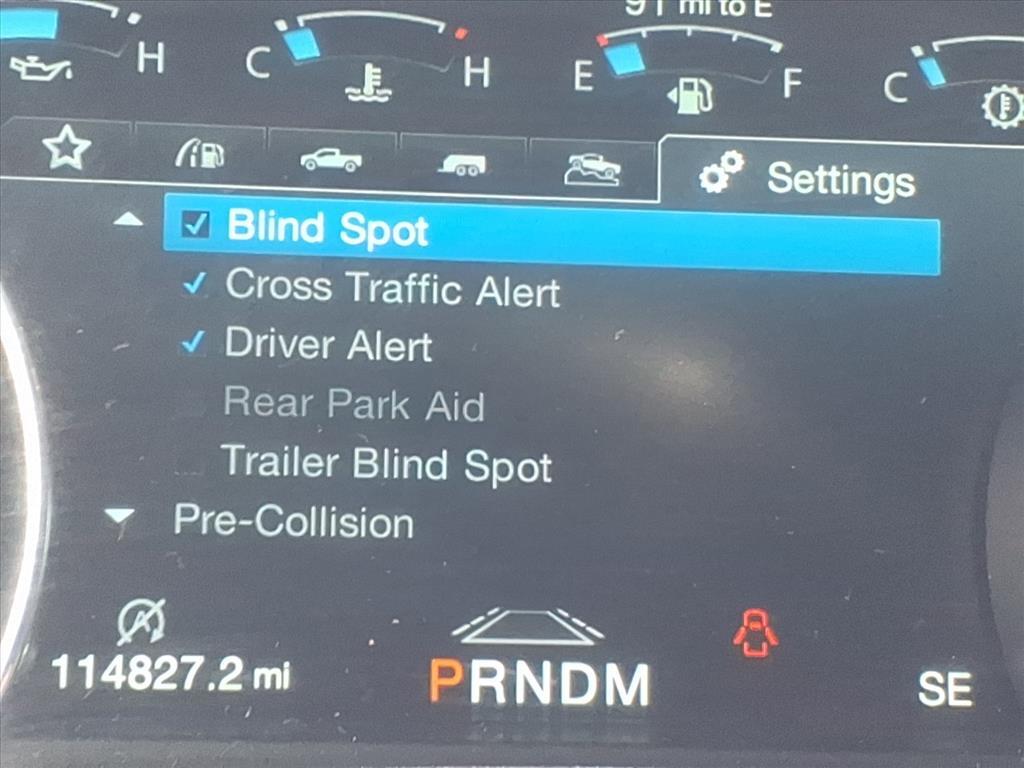 91 mi to E
H
C H
E F
C
Settings
Blind Spot
Cross Traffic Alert
Driver Alert
Rear Park Aid
Trailer Blind Spot
Pre-Collision
A
114827.2 mi
PRNDM
SE